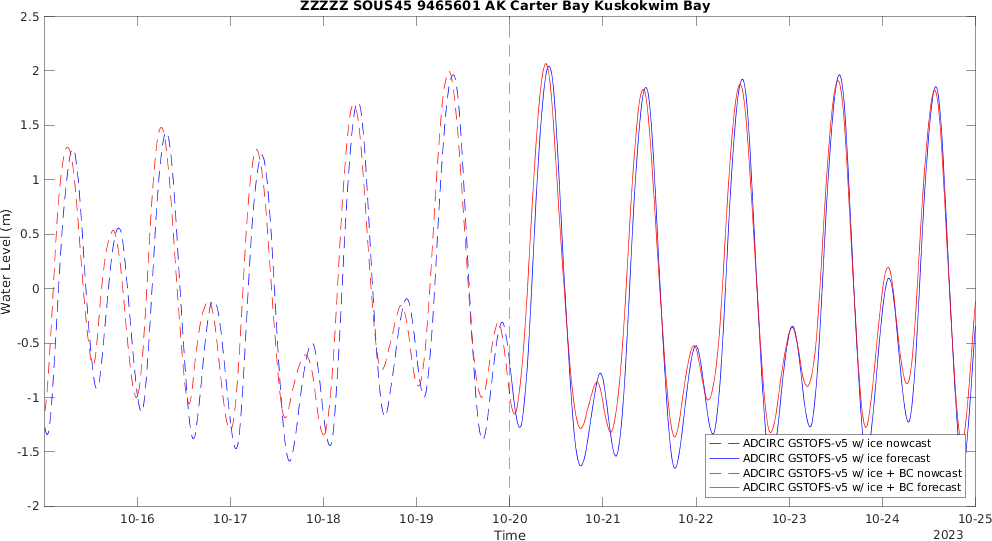 ZZZZZ SOUS45 9465601 AK Carter Bay Kuskokwim Bay
2.5
2
1.5
1
0.5
0
-0.5
-1
-1.5
-2
Water Level (m)
10-16 10-17 10-18 10-19 10-20 10-21 10-22 10-23 10-24 10-25
Time
2023
ADCIRC GSTOFS-v5 w/ ice nowcast
ADCIRC GSTOFS-v5 w/ ice forecast
ADCIRC GSTOFS-v5 w/ ice + BC nowcast
ADCIRC GSTOFS-v5 w/ ice + BC forecast